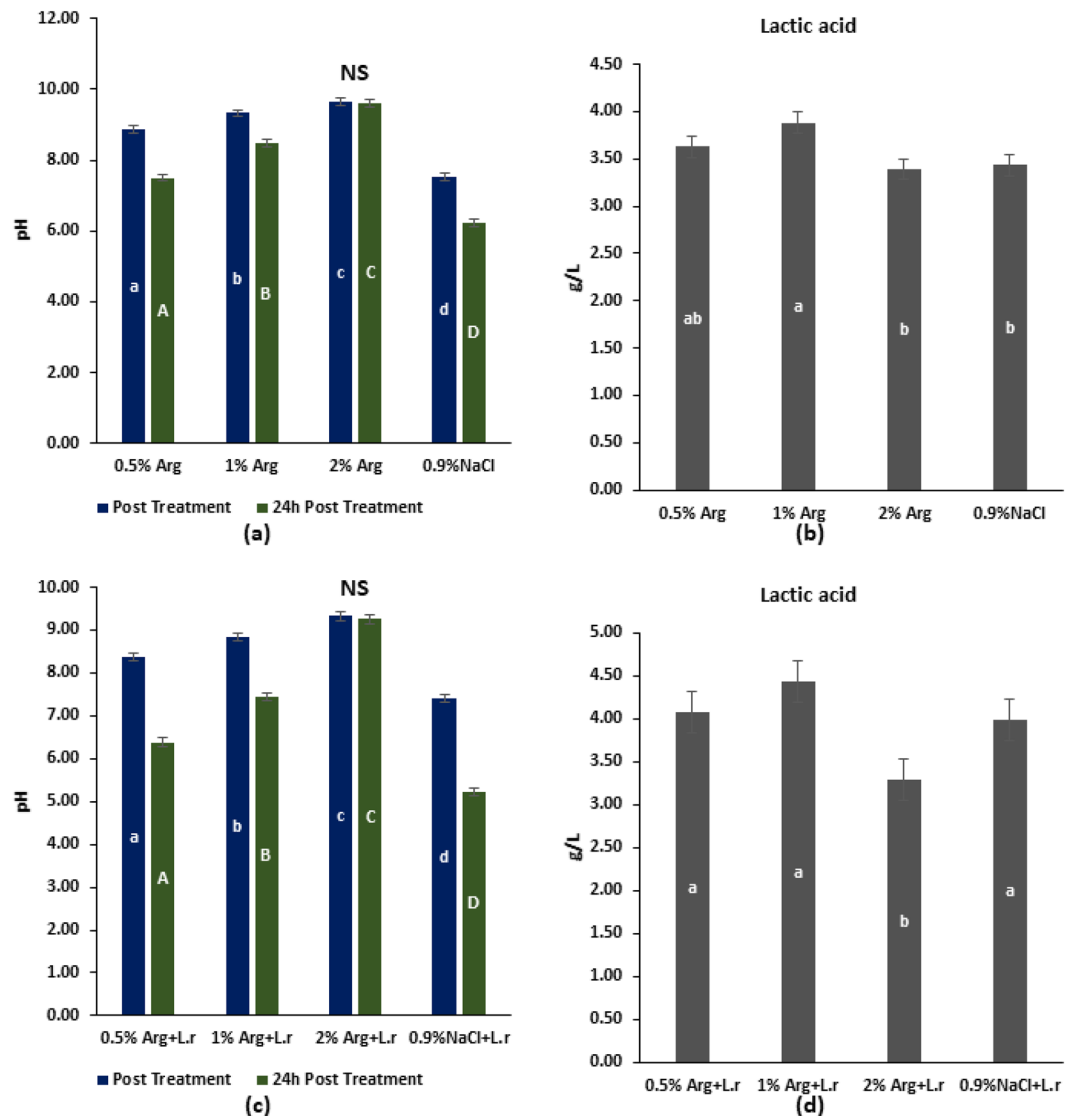 12.00
10.00
8.00
6.00
4.00
2.00
0.00
pH
NS
a
A
b
B
c
C
d
D
0.5% Arg 1% Arg 2% Arg 0.9%NaCl
Post Treatment 24h Post Treatment
(a)
Lactic acid
4.50
4.00
3.50
3.00
2.50
2.00
1.50
1.00
0.50
0.00
g/L
ab
a
b
b
0.5% Arg 1% Arg 2% Arg 0.9%NaCl
(b)
10.00
9.00
8.00
7.00
6.00
5.00
4.00
3.00
2.00
1.00
0.00
pH
NS
a
A
b
B
c
C
d
D
0.5% Arg+L.r 1% Arg+L.r 2% Arg+L.r 0.9%NaCl+L.r
Post Treatment 24h Post Treatment
(c)
Lactic acid
5.00
4.50
4.00
3.50
3.00
2.50
2.00
1.50
1.00
0.50
0.00
g/L
a
a
b
a
0.5% Arg+L.r 1% Arg+L.r 2% Arg+L.r 0.9%NaCl+L.r
(d)